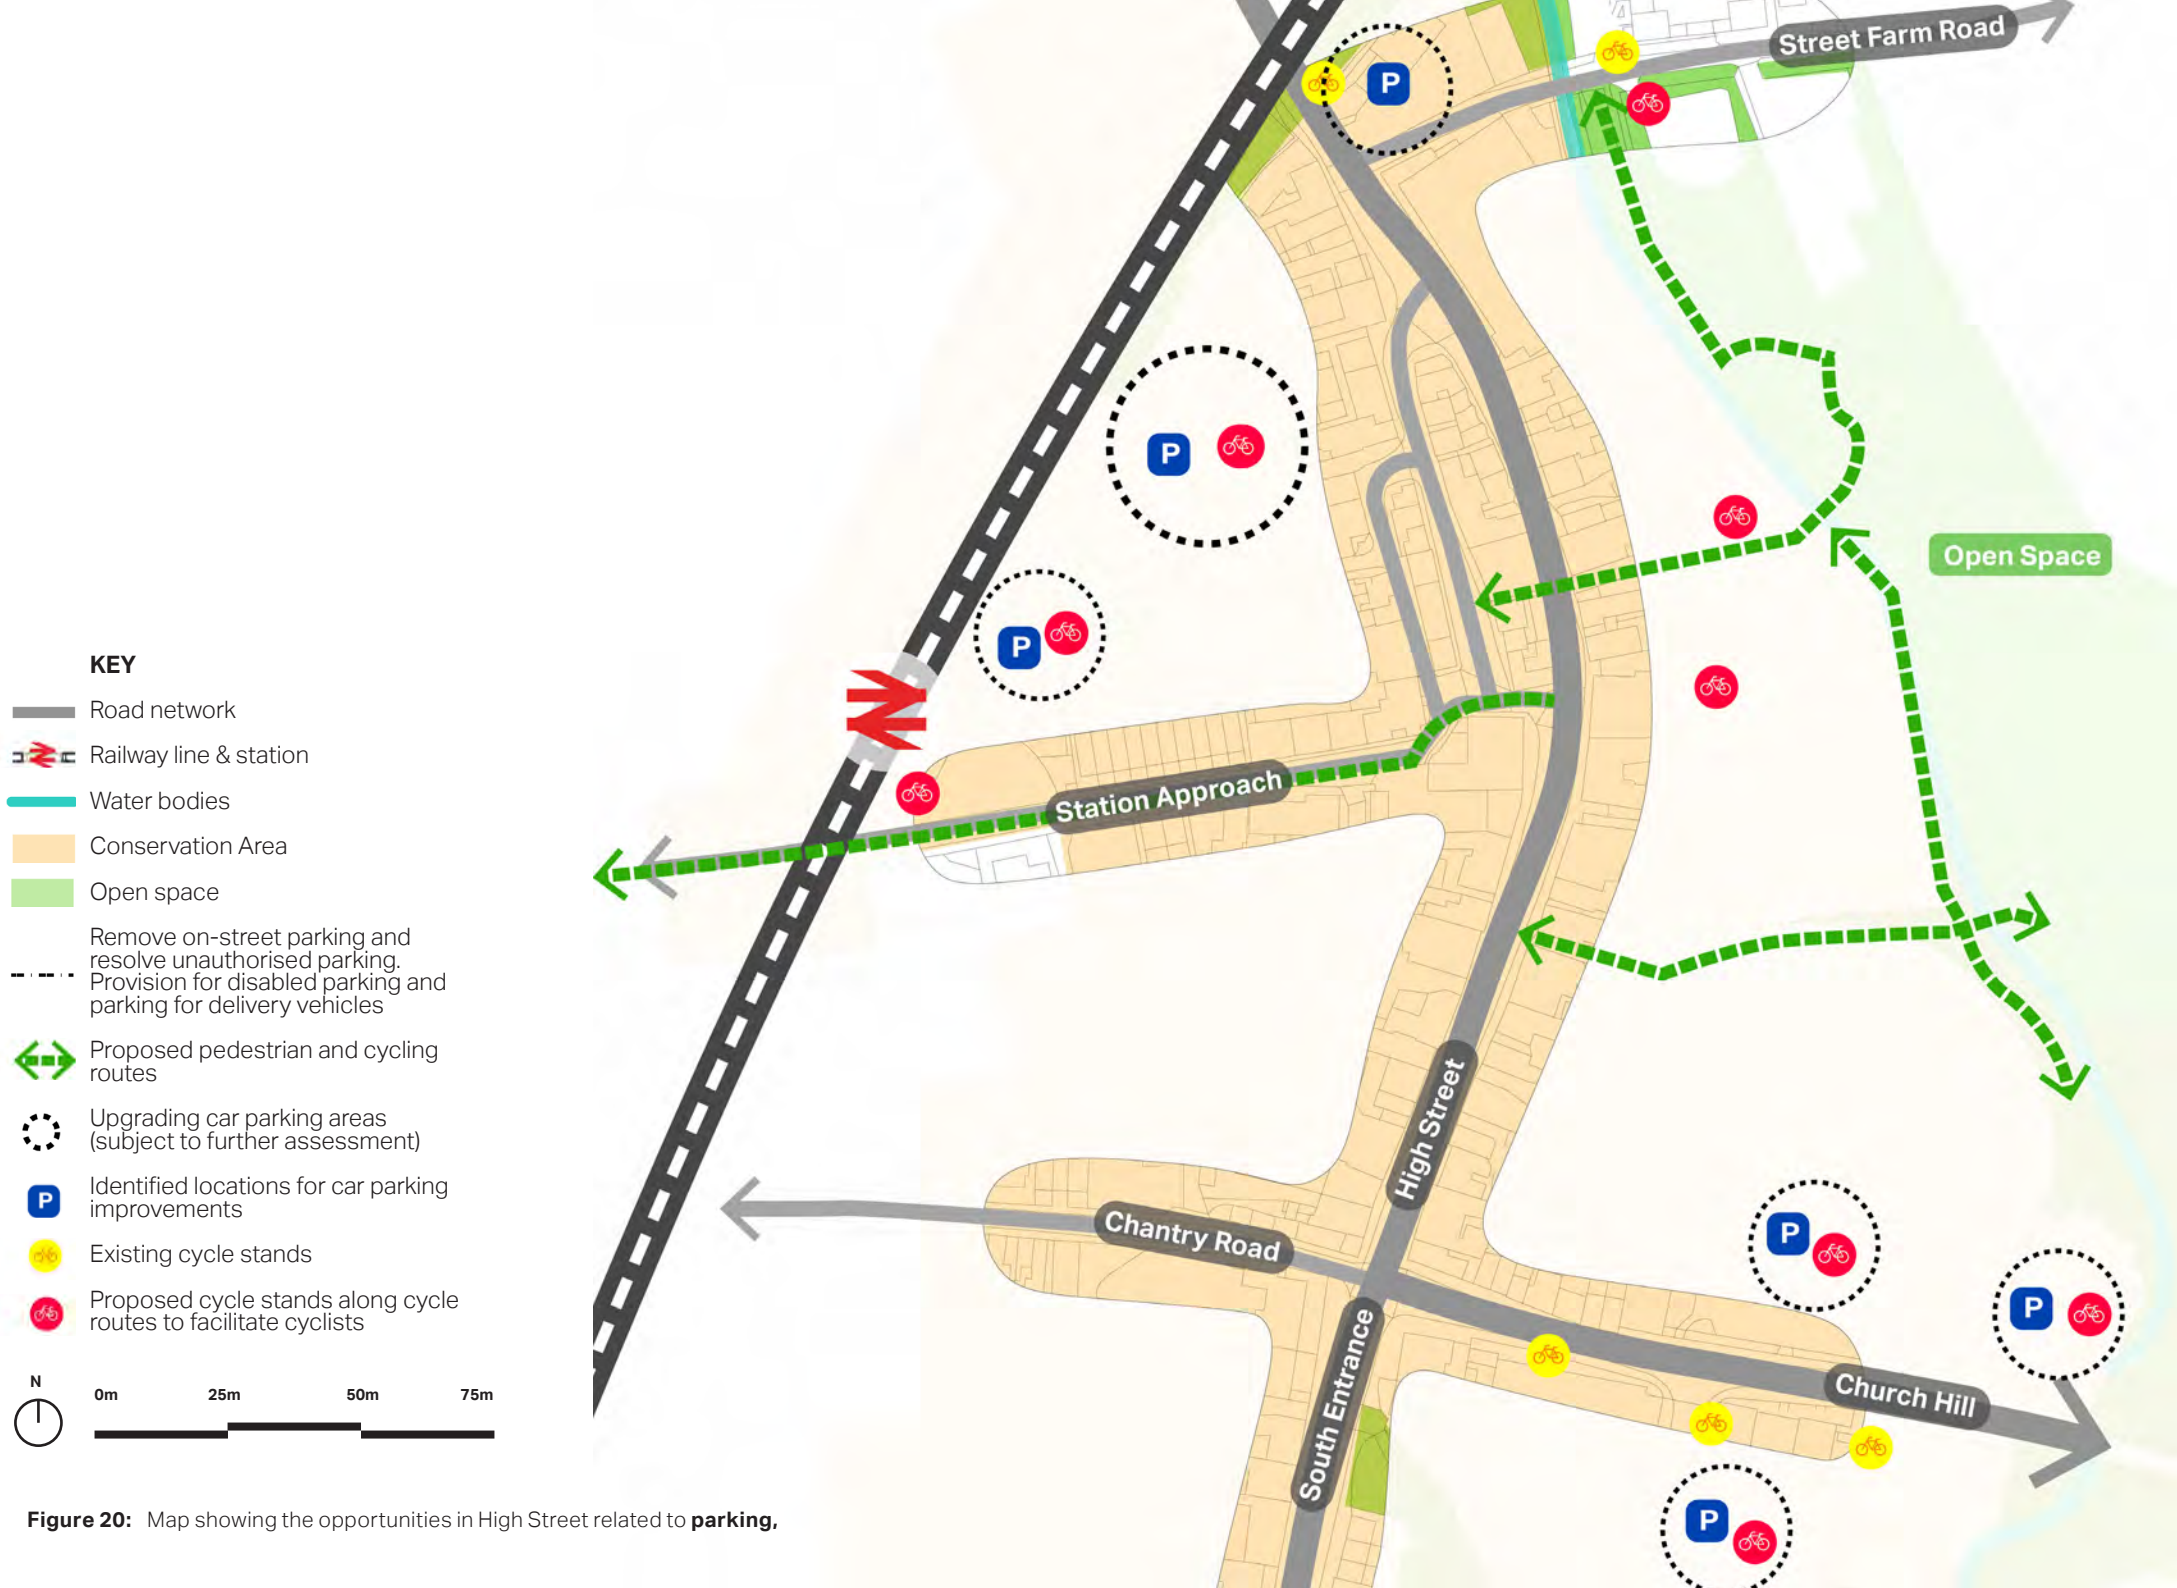 KEY
Road network
Railway line & station
Water bodies
Conservation Area
Open space
Remove on-street parking and
resolve unauthorised parking.
Provision for disabled parking and
parking for delivery vehicles
Proposed pedestrian and cycling
routes
Upgrading car parking areas
(subject to further assessment)
P
Identified locations for car parking
improvements
Existing cycle stands
Proposed cycle stands along cycle
routes to facilitate cyclists
N
0m 25m 50m 75m
Figure 20: Map showing the opportunities in High Street related to parking,
Street Farm Road
P
P
P
Open Space
Station Approach
High Street
Chantry Road
South Entrance
Church Hill
P
P
P